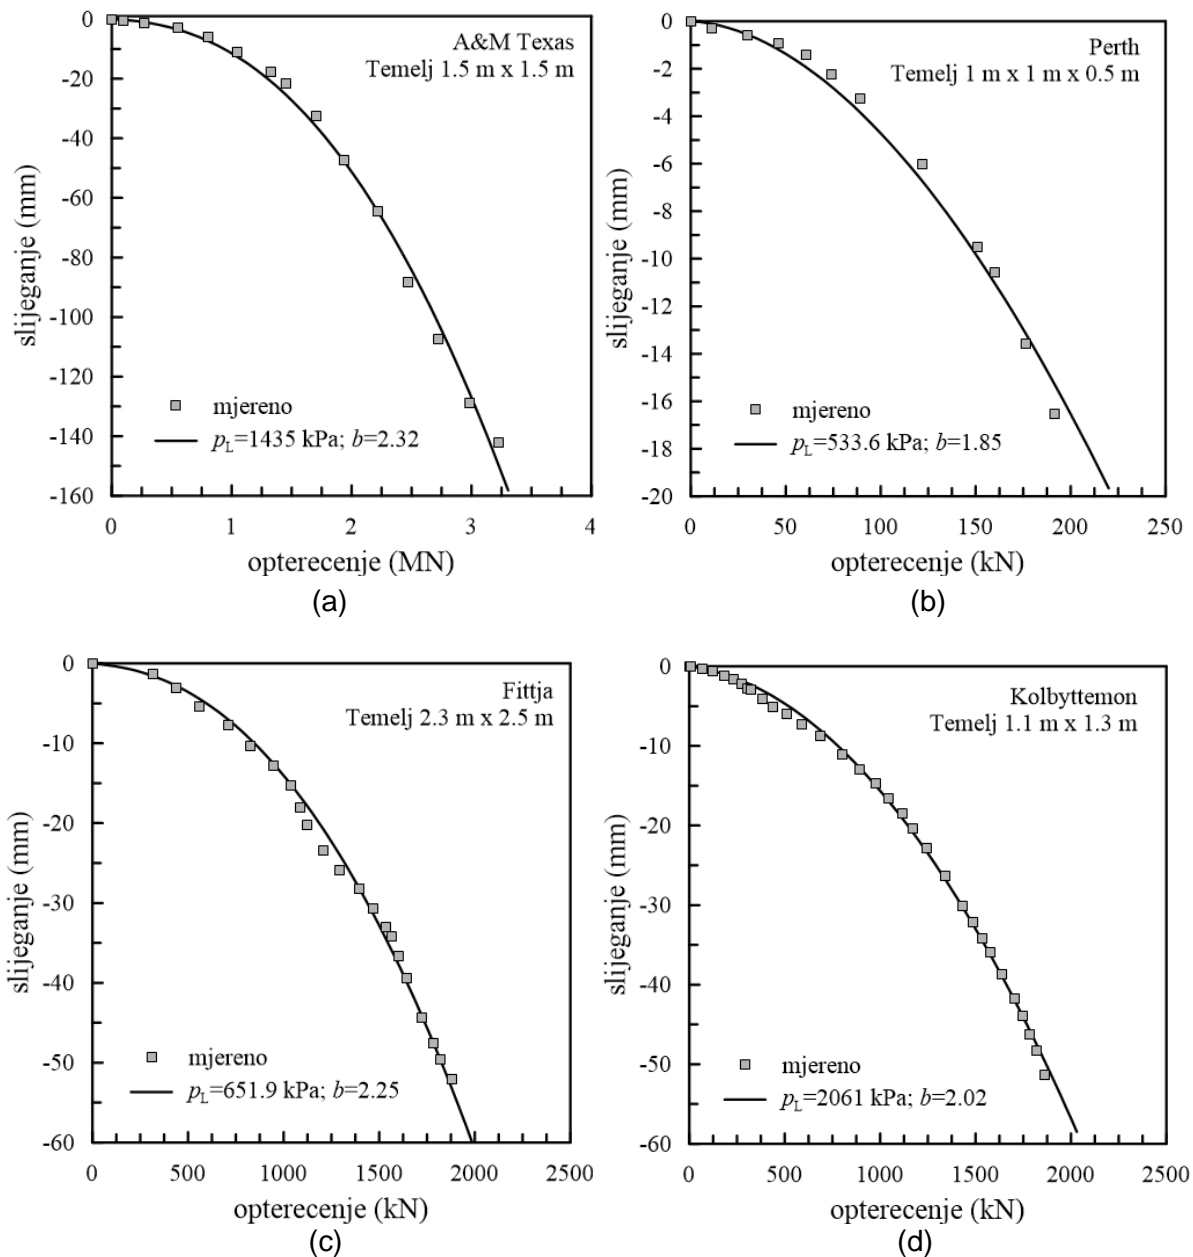 A&M Texas
Temelj 1.5 m x 1.5 m
0
-20
-40
-60
-80
-100
-120
-140
-160
slijeganje (mm)
mjereno
pL=1435 kPa; b=2.32
0 1 2 3 4
opterecenje (MN)
(a)
Perth
Temelj 1 m x 1 m x 0.5 m
0
-2
-4
-6
-8
-10
-12
-14
-16
-18
-20
slijeganje (mm)
mjereno
pL=533.6 kPa; b=1.85
0 50 100 150 200 250
opterecenje (kN)
(b)
Fittja
Temelj 2.3 m x 2.5 m
0
-10
-20
-30
-40
-50
-60
slijeganje (mm)
mjereno
pL=651.9 kPa; b=2.25
0 500 1000 1500 2000 2500
opterecenje (kN)
(c)
Kolbyttemon
Temelj 1.1 m x 1.3 m
0
-10
-20
-30
-40
-50
-60
slijeganje (mm)
mjereno
pL=2061 kPa; b=2.02
0 500 1000 1500 2000 2500
opterecenje (kN)
(d)